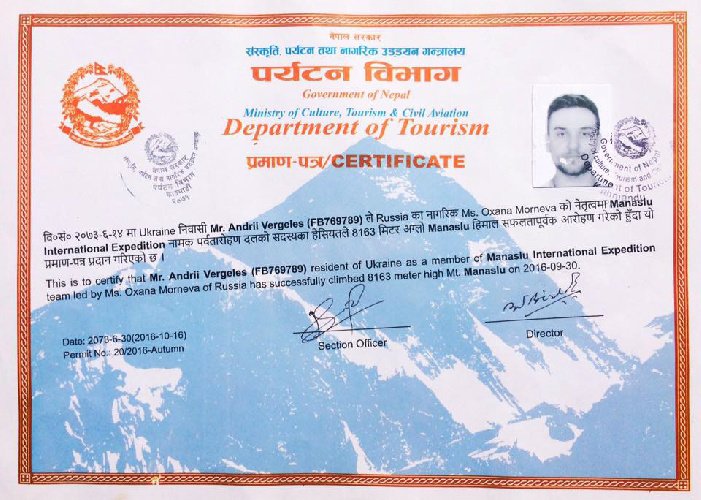 नेपाल सरकार
संस्कृति, पर्यटन तथा नागरिक उड्डयन मन्त्रालय
पर्यटन विभाग
Government of Nepal
Ministry of Culture, Tourism & Civil Aviation
Department of Tourism
प्रमाण-पत्र/CERTIFICATE
वि०सं० २०७३-६-१४ मा Ukraine निवासी Mr. Andrii Vergeles (FB769789) ले Russia का नागरिक Ms. Oxana Morneva को नेतृत्वमा Manaslu
International Expedition नामक पर्वतारोहण दलको सदस्यका हैसियतले 8163 मिटर अग्लो Manaslu हिमाल सफलतापूर्वक आरोहण गरेको हुँदा यो
प्रमाण-पत्र प्रदान गरिएको छ ।
This is to certify that Mr. Andrii Vergeles (FB769789) resident of Ukraine as a member of Manaslu International Expedition
team led by Ms. Oxana Morneva of Russia has successfully climbed 8163 meter high Mt. Manaslu on 2016-09-30.
Date: 2073-6-30(2016-10-16)
Permit No.: 20/2016-Autumn
Section Officer
Director
Government of Nepal